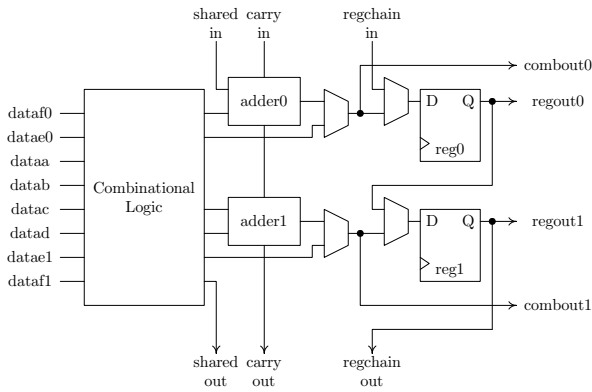 shared carry regchain
in in in
combout0
dataf0 adder0 D Q regout0
datae0
dataa reg0
datab Combinational
datac Logic
datad adder1 D Q regout1
datae1 reg1
dataf1
combout1
shared carry regchain
out out out